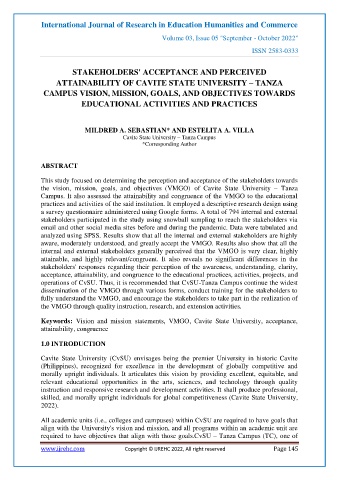 International Journal of Research in Education Humanities and Commerce
Volume 03, Issue 05 "September - October 2022"
ISSN 2583-0333
STAKEHOLDERS' ACCEPTANCE AND PERCEIVED
ATTAINABILITY OF CAVITE STATE UNIVERSITY – TANZA
CAMPUS VISION, MISSION, GOALS, AND OBJECTIVES TOWARDS
EDUCATIONAL ACTIVITIES AND PRACTICES
MILDRED A. SEBASTIAN* AND ESTELITA A. VILLA
Cavite State University – Tanza Campus
*Corresponding Author
ABSTRACT
This study focused on determining the perception and acceptance of the stakeholders towards
the vision, mission, goals, and objectives (VMGO) of Cavite State University – Tanza
Campus. It also assessed the attainability and congruence of the VMGO to the educational
practices and activities of the said institution. It employed a descriptive research design using
a survey questionnaire administered using Google forms. A total of 794 internal and external
stakeholders participated in the study using snowball sampling to reach the stakeholders via
email and other social media sites before and during the pandemic. Data were tabulated and
analyzed using SPSS. Results show that all the internal and external stakeholders are highly
aware, moderately understood, and greatly accept the VMGO. Results also show that all the
internal and external stakeholders generally perceived that the VMGO is very clear, highly
attainable, and highly relevant/congruent. It also reveals no significant differences in the
stakeholders' responses regarding their perception of the awareness, understanding, clarity,
acceptance, attainability, and congruence to the educational practices, activities, projects, and
operations of CvSU. Thus, it is recommended that CvSU-Tanza Campus continue the widest
dissemination of the VMGO through various forms, conduct training for the stakeholders to
fully understand the VMGO, and encourage the stakeholders to take part in the realization of
the VMGO through quality instruction, research, and extension activities.
Keywords: Vision and mission statements, VMGO, Cavite State University, acceptance,
attainability, congruence
1.0 INTRODUCTION
Cavite State University (CvSU) envisages being the premier University in historic Cavite
(Philippines), recognized for excellence in the development of globally competitive and
morally upright individuals. It articulates this vision by providing excellent, equitable, and
relevant educational opportunities in the arts, sciences, and technology through quality
instruction and responsive research and development activities. It shall produce professional,
skilled, and morally upright individuals for global competitiveness (Cavite State University,
2022).
All academic units (i.e., colleges and campuses) within CvSU are required to have goals that
align with the University's vision and mission, and all programs within an academic unit are
required to have objectives that align with those goals.CvSU – Tanza Campus (TC), one of
www.ijrehc.com Copyright © IJREHC 2022, All right reserved Page 145